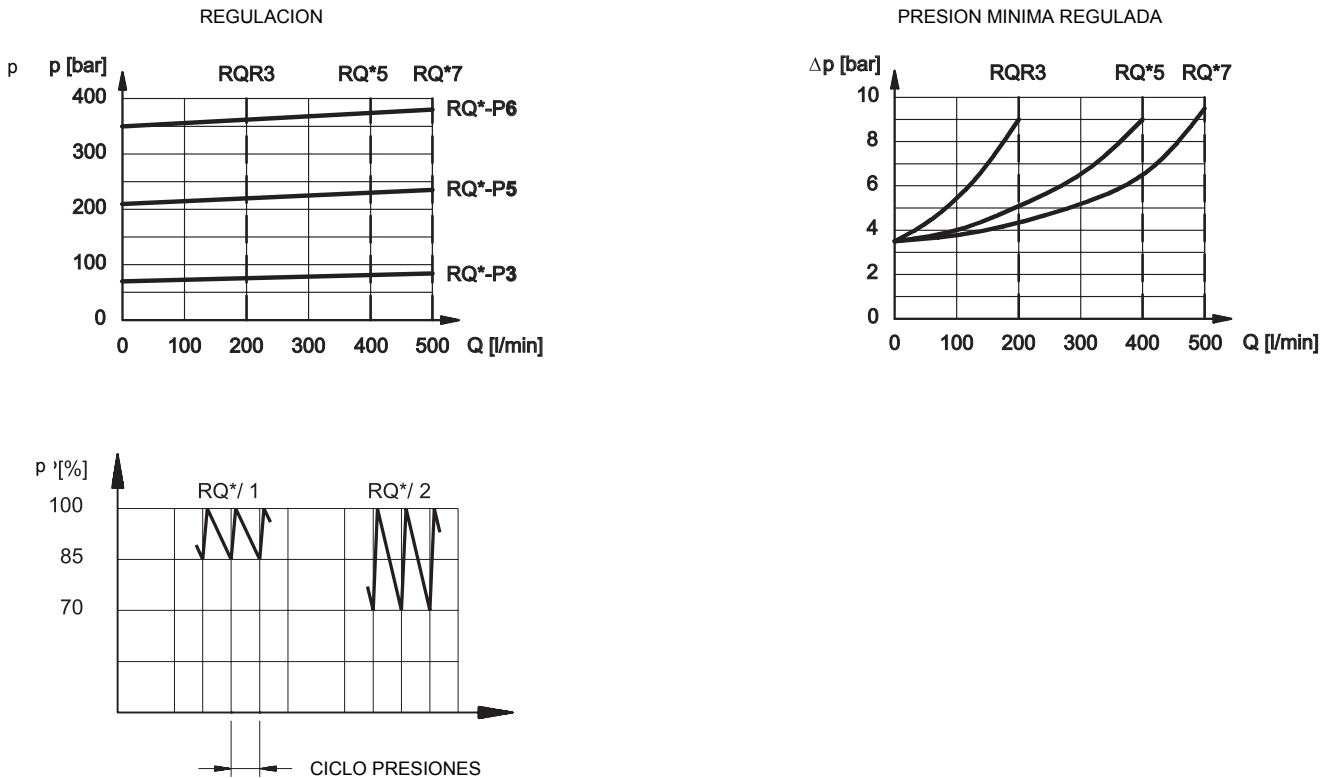 REGULACION
p p [bar] RQR3 RQ*5 RQ*7
400
300
200
100
0
RQ*-P6
RQ*-P5
RQ*-P3
0 100 200 300 400 500 Q [l/min]
PRESION MINIMA REGULADA
Δp [bar] RQR3 RQ*5 RQ*7
10
8
6
4
2
0
0 100 200 300 400 500 Q [l/min]
p [%]
RQ*/ 1 RQ*/ 2
100
85
70
CICLO PRESIONES